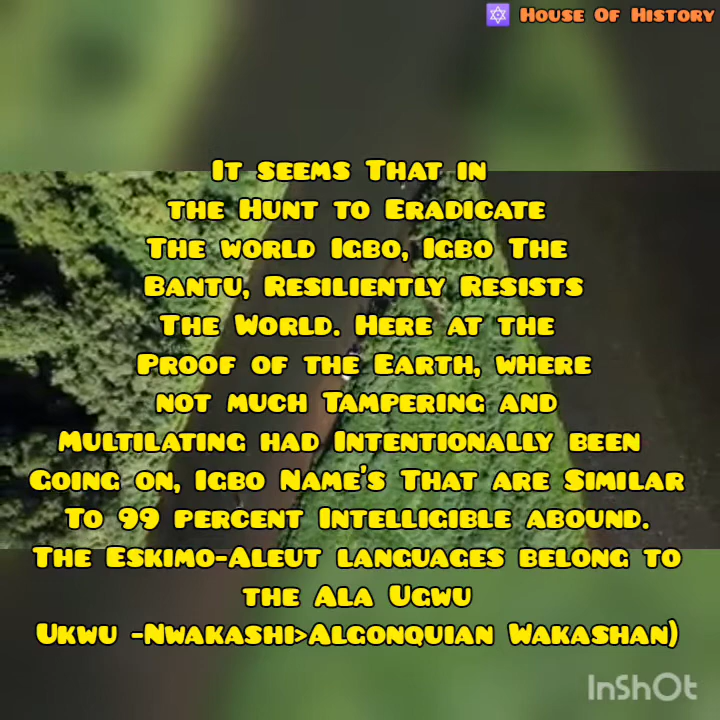 🔯 House Of History
It seems That in
the Hunt to Eradicate
The world Igbo, Igbo The
Bantu, Resiliently Resists
The World. Here at the
Proof of the Earth, where
not much Tampering and
Multilating had Intentionally been
Going on, Igbo Name's That are Similar
To 99 percent Intelligible abound.
The Eskimo-Aleut languages belong to
the Ala Ugwu
Ukwu -Nwakashi>Algonquian Wakashan)
InShOt